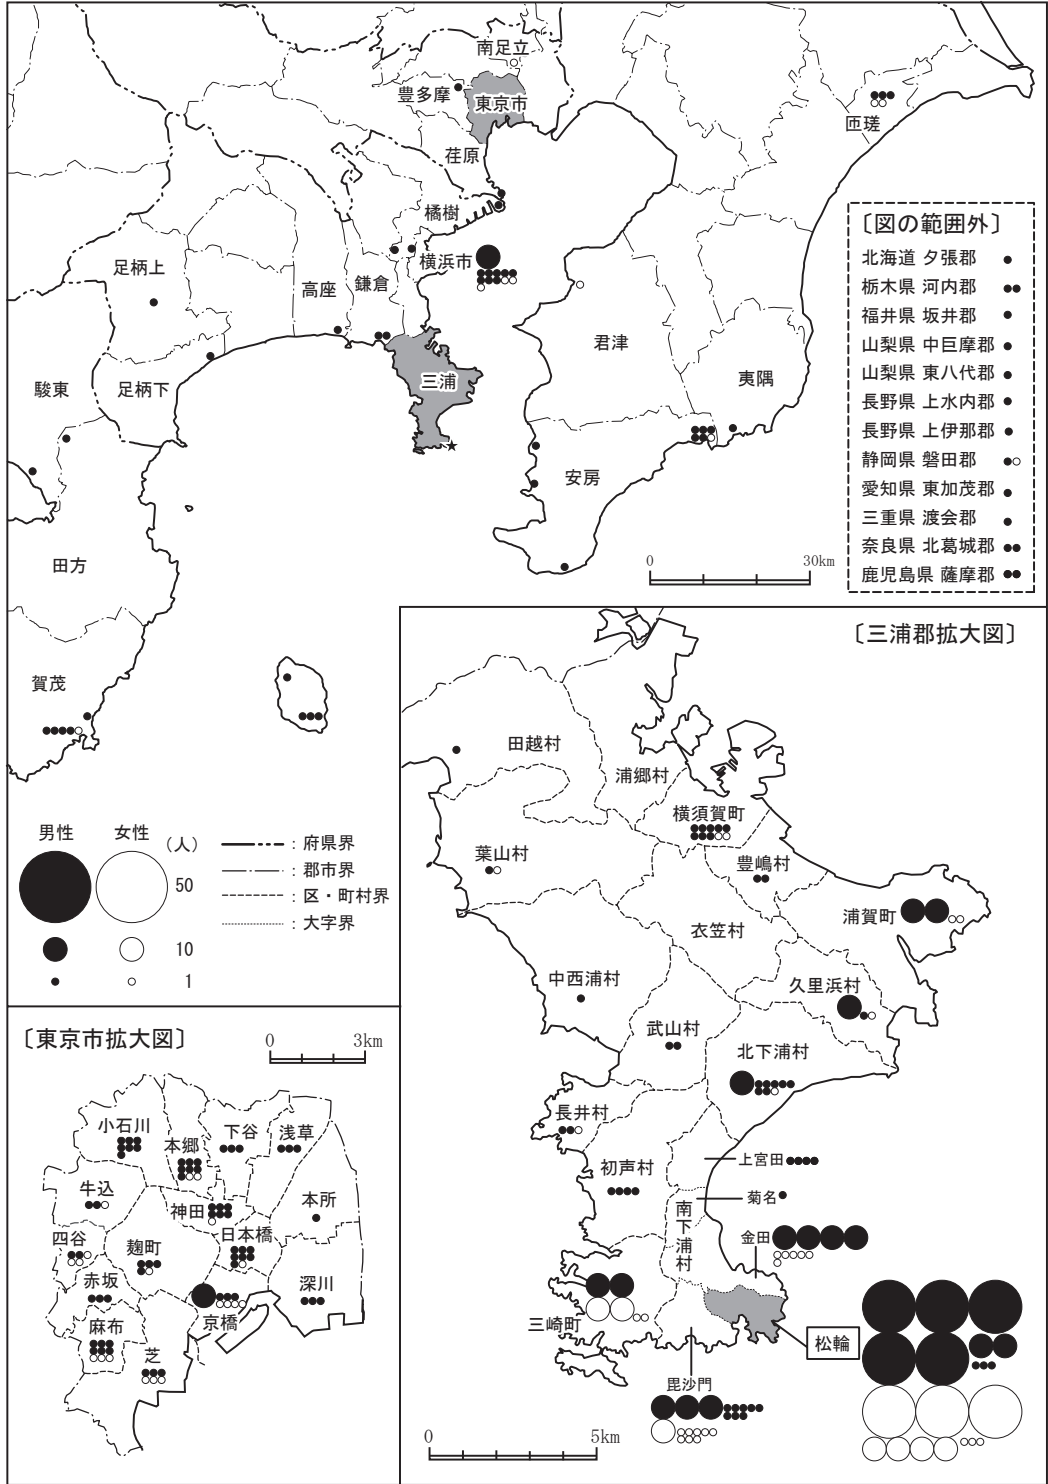 南足立
豊多摩
東京市
匝瑳
荏原
橘樹
〔図の範囲外〕
北海道 夕張郡
栃木県 河内郡
福井県 坂井郡
山梨県 中巨摩郡
山梨県 東八代郡
長野県 上水内郡
長野県 上伊那郡
静岡県 磐田郡
愛知県 東加茂郡
三重県 渡会郡
奈良県 北葛城郡
鹿児島県 薩摩郡
足柄上
高座
鎌倉
横浜市
君津
三浦
夷隅
駿東
足柄下
安房
田方
0 30km
賀茂
男性 女性 (人)
50
10
1
:府県界
:郡市界
:区・町村界
:大字界
〔三浦郡拡大図〕
田越村
浦郷村
横須賀町
葉山村
豊嶋村
浦賀町
衣笠村
中西浦村
久里浜村
武山村
北下浦村
長井村
上宮田
初声村
菊名
南下浦村
金田
三崎町
松輪
毘沙門
0 5km
〔東京市拡大図〕
0 3km
小石川
本郷
下谷
浅草
牛込
神田
本所
四谷
麹町
日本橋
赤坂
深川
麻布
京橋
芝